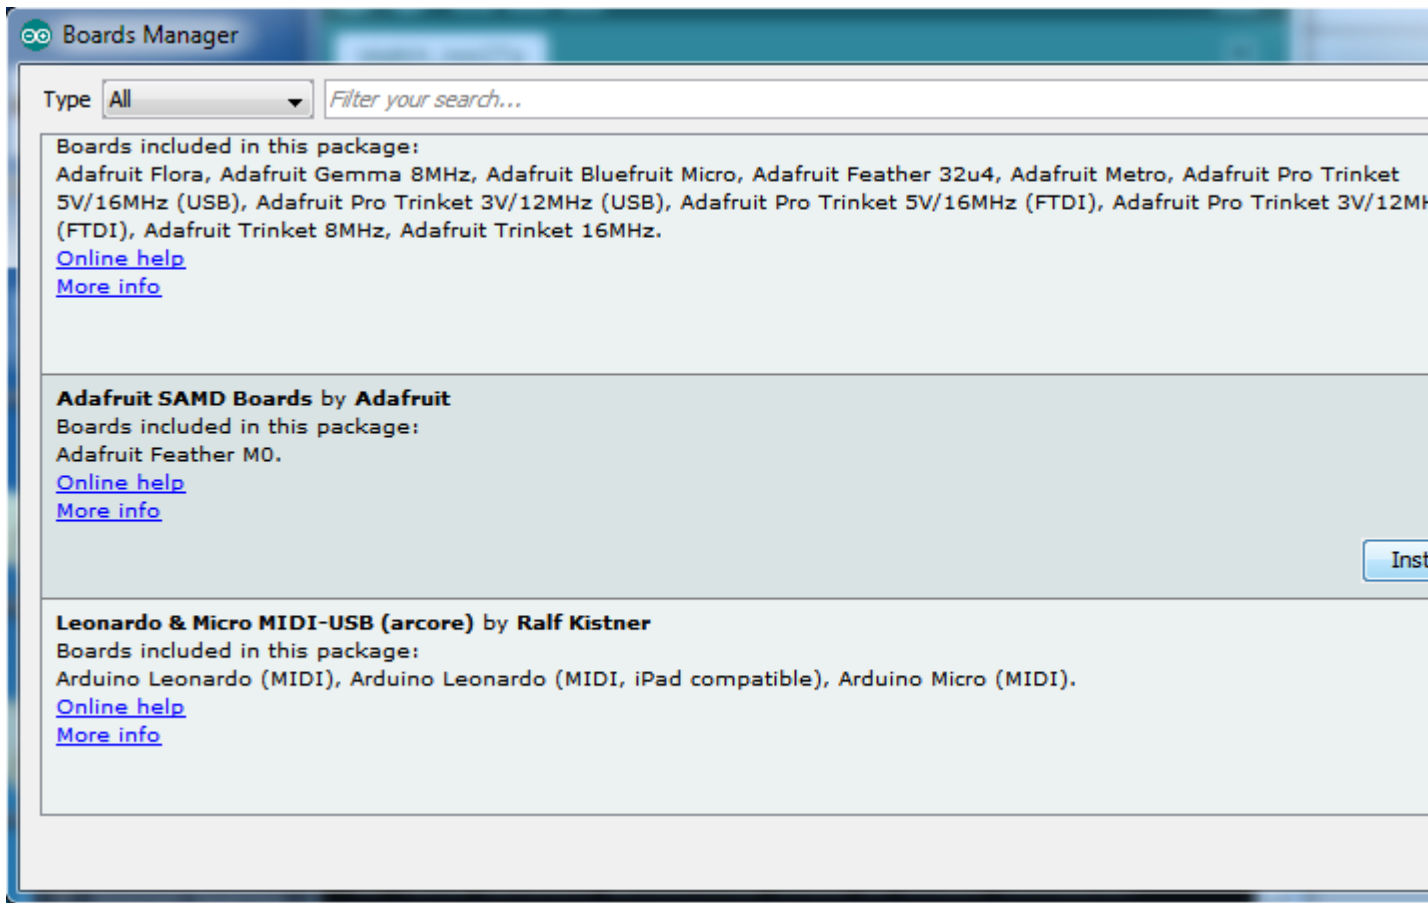 Boards Manager
Type All Filter your search...
Boards included in this package:
Adafruit Flora, Adafruit Gemma 8MHz, Adafruit Bluefruit Micro, Adafruit Feather 32u4, Adafruit Metro, Adafruit Pro Trinket
5V/16MHz (USB), Adafruit Pro Trinket 3V/12MHz (USB), Adafruit Pro Trinket 5V/16MHz (FTDI), Adafruit Pro Trinket
(FTDI), Adafruit Trinket 8MHz, Adafruit Trinket 16MHz.
Online help
More info
Adafruit SAMD Boards by Adafruit
Boards included in this package:
Adafruit Feather M0.
Online help
More info
Leonardo & Micro MIDI-USB (arcore) by Ralf Kistner
Boards included in this package:
Arduino Leonardo (MIDI), Arduino Leonardo (MIDI, iPad compatible), Arduino Micro (MIDI).
Online help
More info